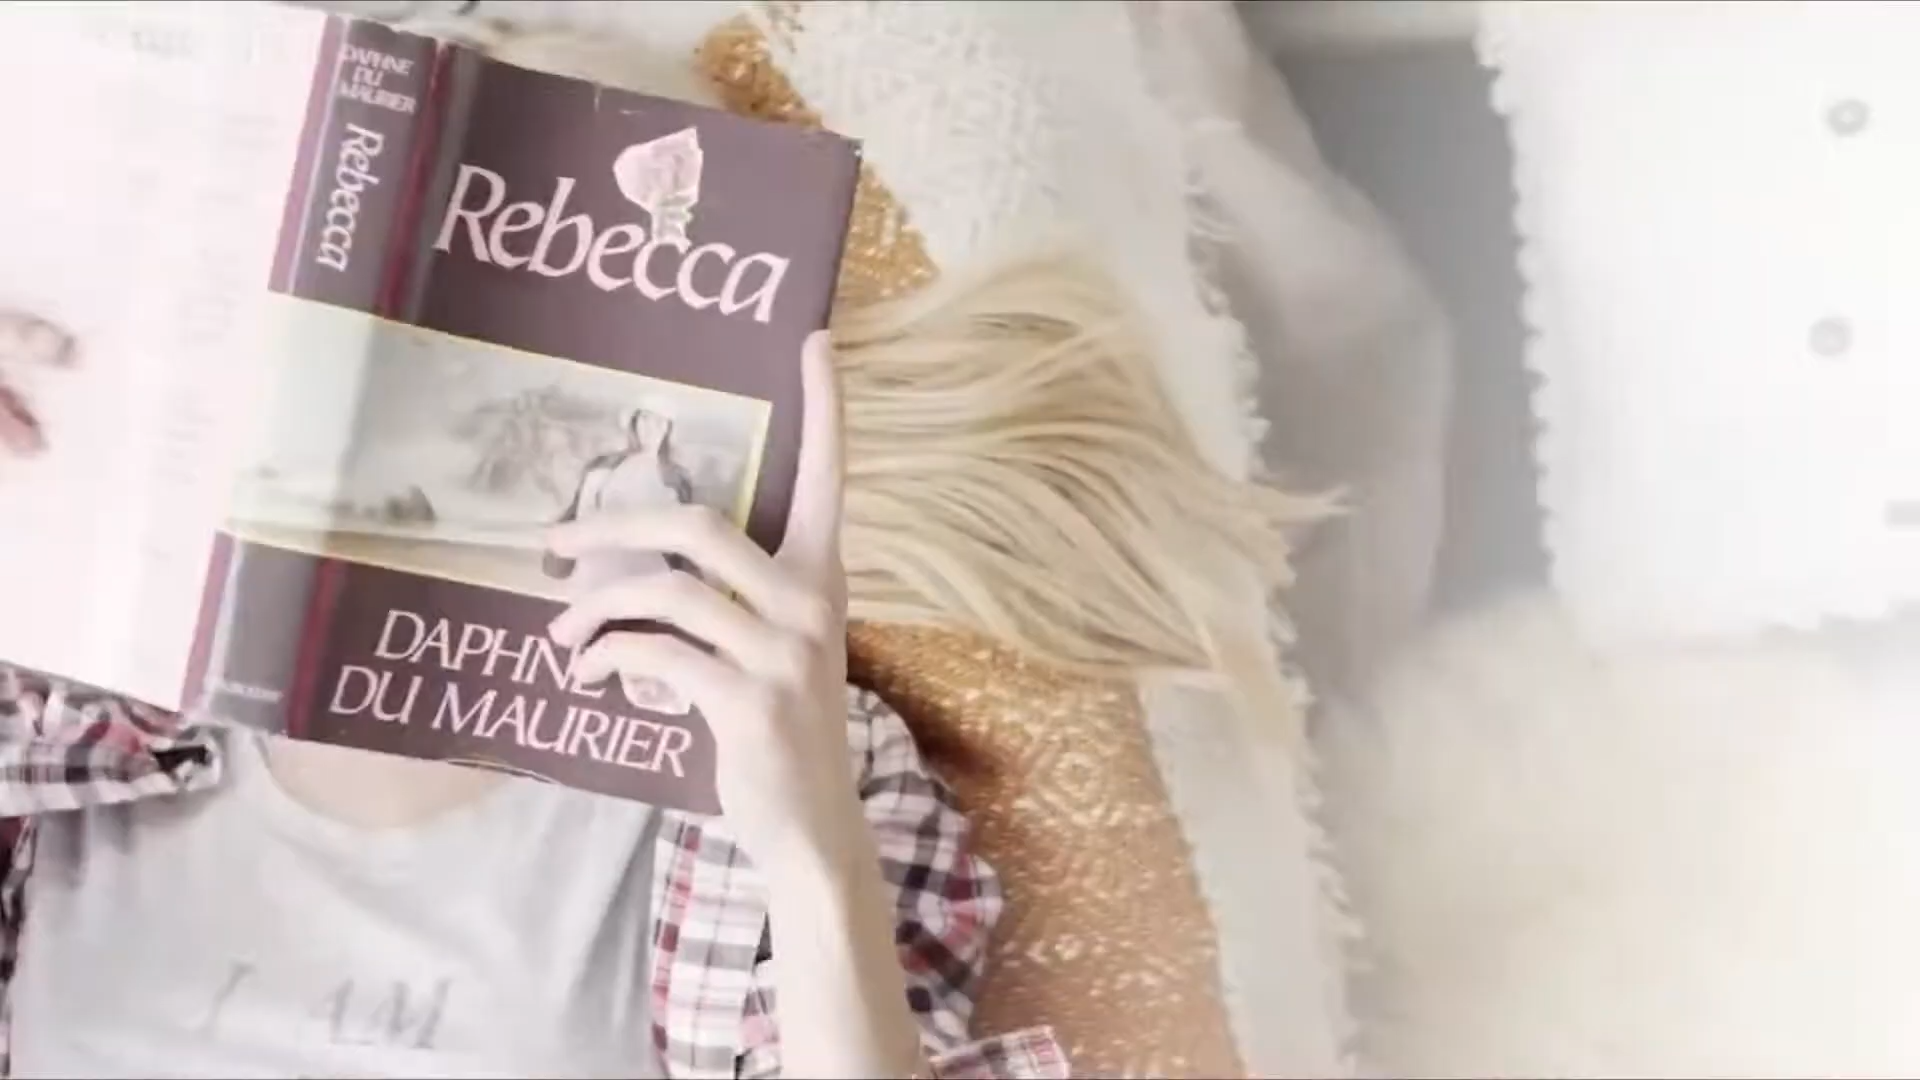 DAPHNE
DU
MAURIER
Rebecca
Rebecca
DAPHNE
DU MAURIER
I AM